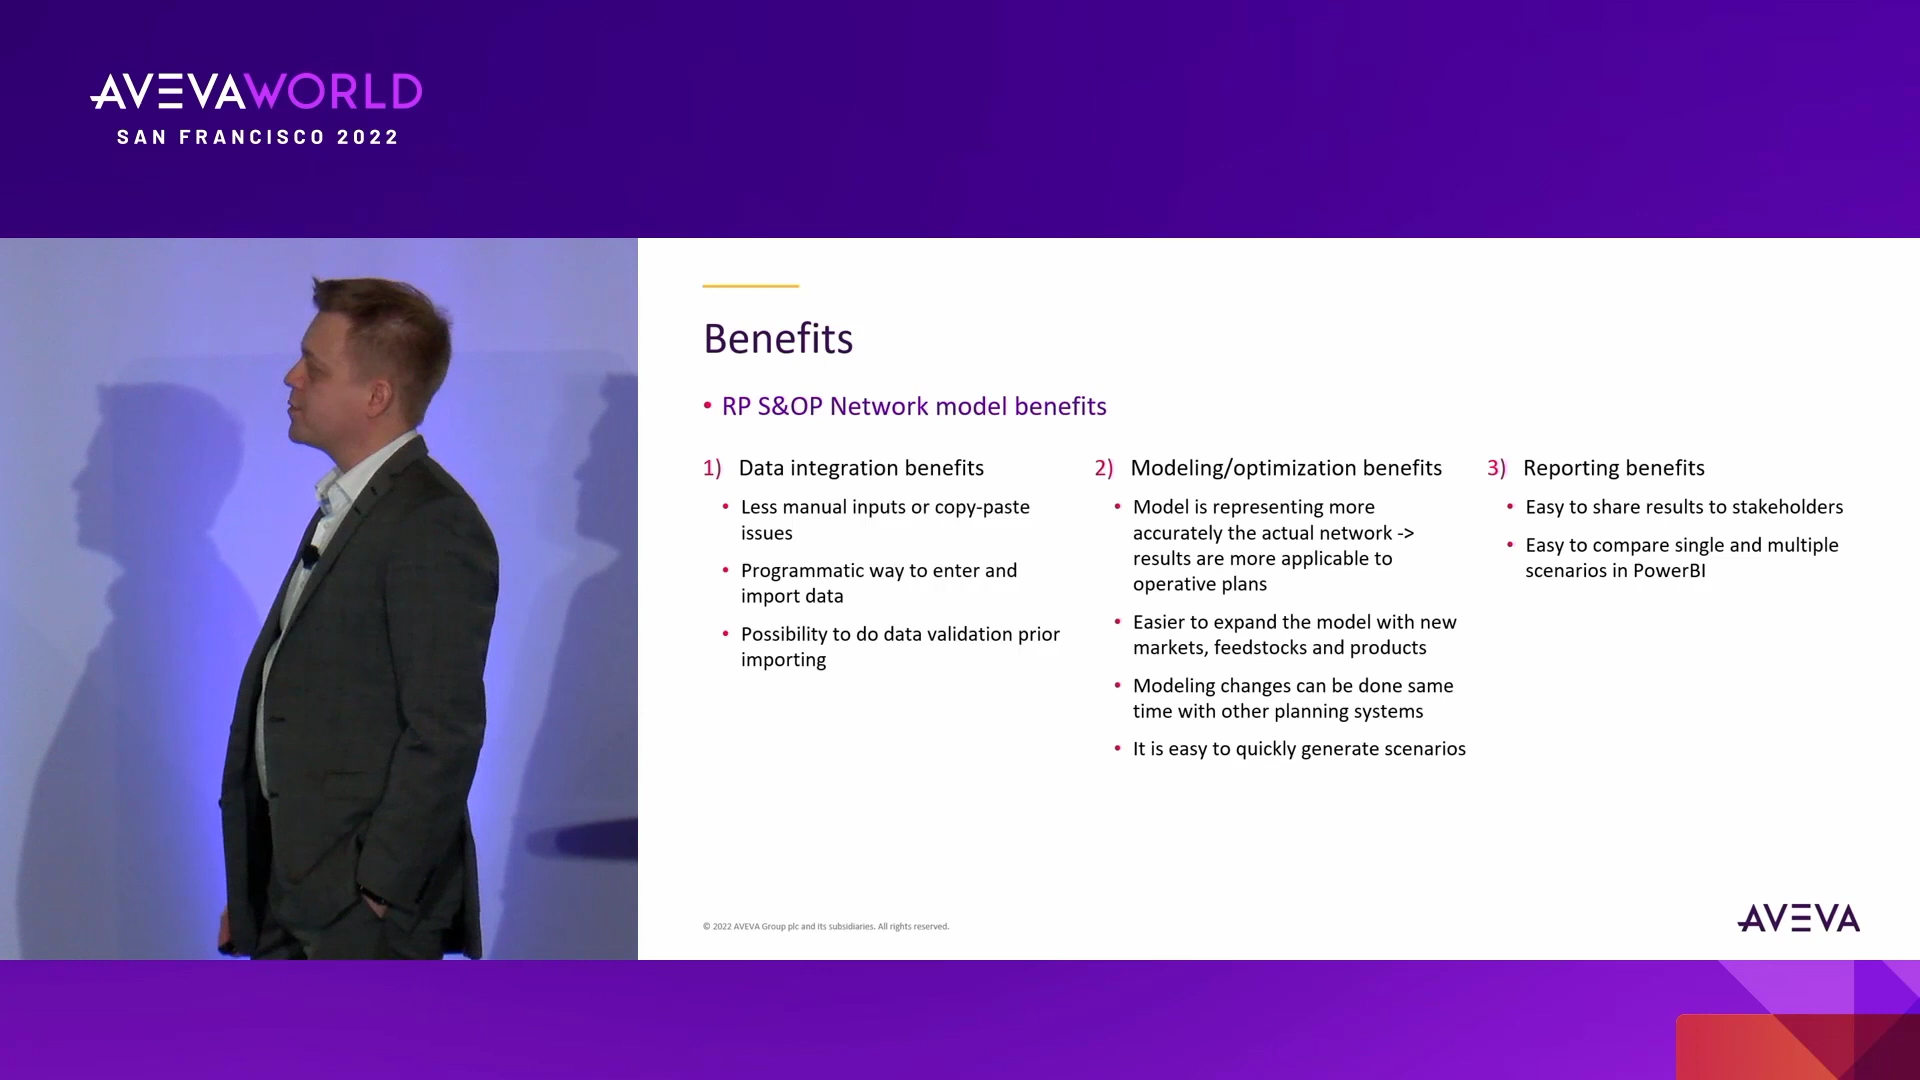 AVEVAWORLD
SAN FRANCISCO 2022
Benefits
• RP S&OP Network model benefits
1) Data integration benefits
• Less manual inputs or copy-paste
issues
• Programmatic way to enter and
import data
• Possibility to do data validation prior
importing
2) Modeling/optimization benefits
• Model is representing more
accurately the actual network ->
results are more applicable to
operative plans
• Easier to expand the model with new
markets, feedstocks and products
• Modeling changes can be done same
time with other planning systems
• It is easy to quickly generate scenarios
3) Reporting benefits
• Easy to share results to stakeholders
• Easy to compare single and multiple
scenarios in PowerBI
© 2022 AVEVA Group plc and its subsidiaries. All rights reserved.
AVEVA